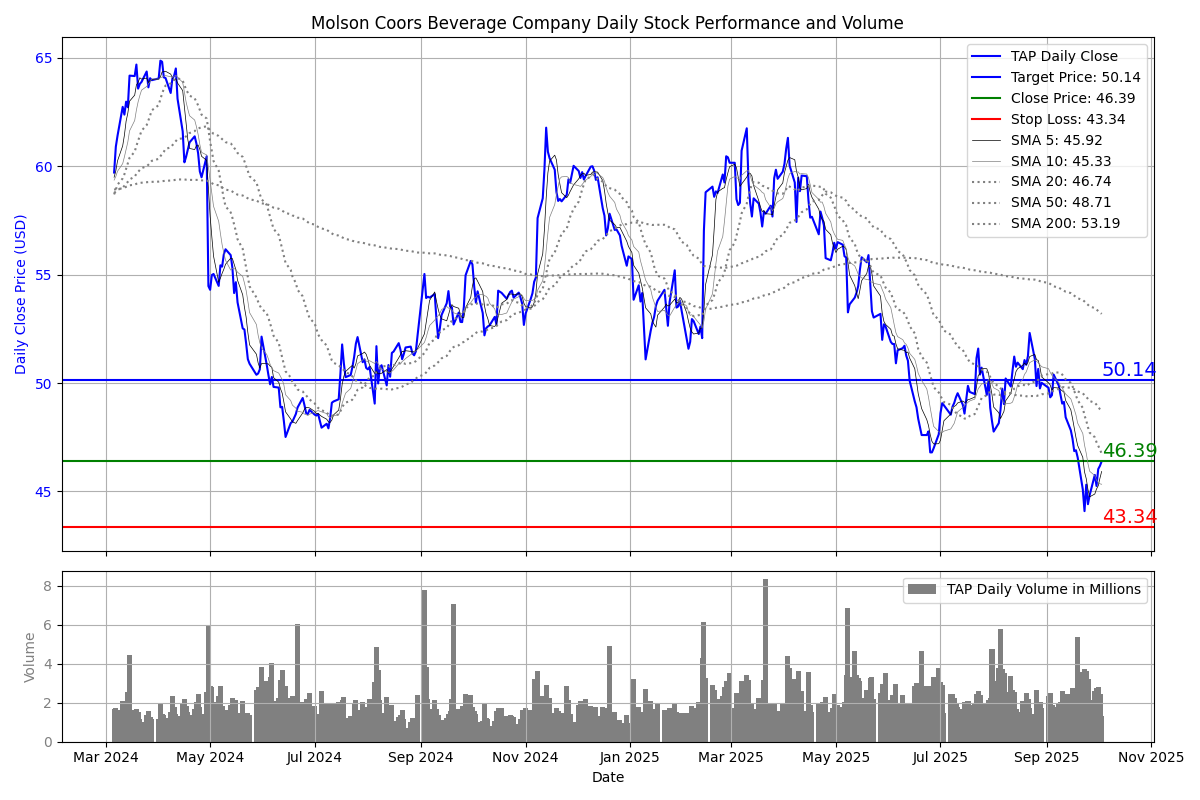 Molson Coors Beverage Company Daily Stock Performance and Volume
Daily Close Price (USD)
65
60
55
50
45
TAP Daily Close
Target Price: 50.14
Close Price: 46.39
Stop Loss: 43.34
SMA 5: 45.92
SMA 10: 45.33
SMA 20: 46.74
SMA 50: 48.71
SMA 200: 53.19
50.14
46.39
43.34
Volume
8
6
4
2
0
TAP Daily Volume in Millions
Mar 2024 May 2024 Jul 2024 Sep 2024 Nov 2024 Jan 2025 Mar 2025 May 2025 Jul 2025 Sep 2025 Nov 2025
Date